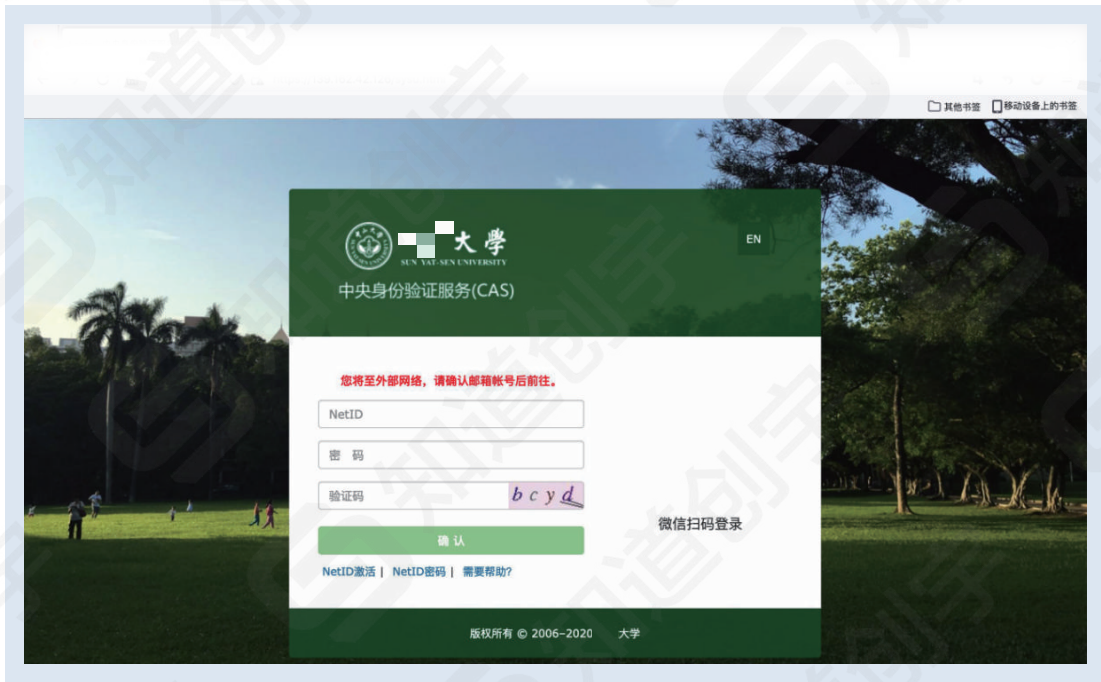 其他书签 移动设备上的书签
大學
SUN YAT-SEN UNIVERSITY
EN
中央身份验证服务(CAS)
您将至外部网络，请确认邮箱帐号后前往。
NetID
密 码
验证码 bcyd
微信扫码登录
确 认
NetID激活 | NetID密码 | 需要帮助?
版权所有 © 2006-2020 大学
知道创宇